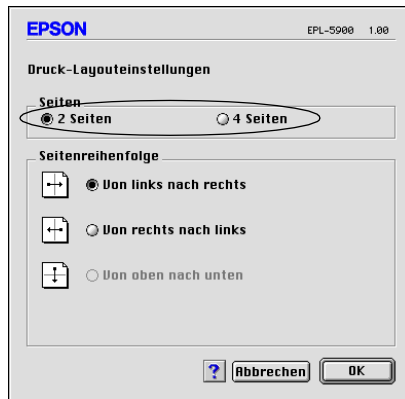 EPSON EPL-5900 1.00
Druck-Layouteinstellungen
Seiten
2 Seiten 4 Seiten
Seitenreihenfolge
Von links nach rechts
Von rechts nach links
Von oben nach unten
? Abbrechen OK